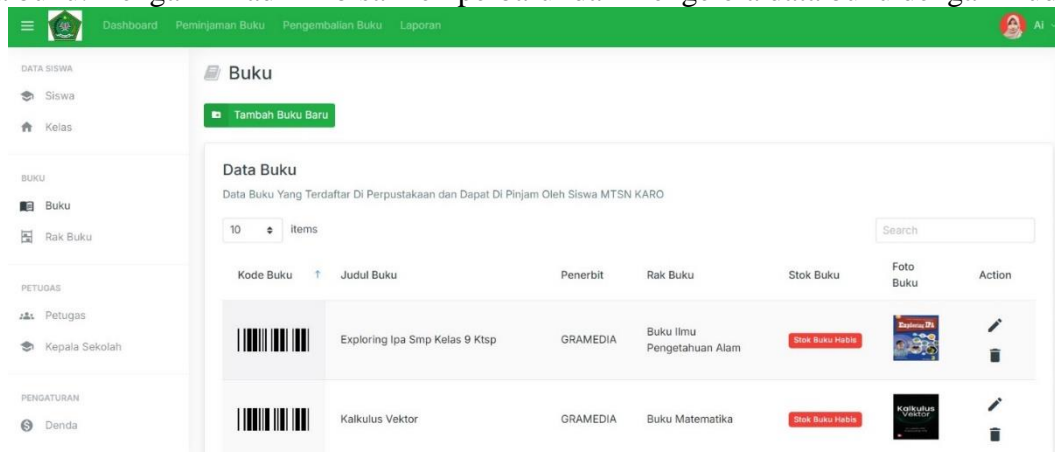 Dashboard Peminjaman Buku Pengembalian Buku Laporan Ai
DATA SISWA
Siswa
Kelas
BUKU
Buku
Rak Buku
PETUGAS
Petugas
Kepala Sekolah
PENGATURAN
Denda
Buku
Tambah Buku Baru
Data Buku
Data Buku Yang Terdaftar Di Perpustakaan dan Dapat Di Pinjam Oleh Siswa MTSN KARO
10 items Search
Kode Buku ↑ Judul Buku Penerbit Rak Buku Stok Buku Foto Buku Action
Exploring Ipa Smp Kelas 9 Ktsp GRAMEDIA Buku Ilmu Pengetahuan Alam Stok Buku Habis Exploring IPA
Kalkulus Vektor GRAMEDIA Buku Matematika Stok Buku Habis Kalkulus Vektor